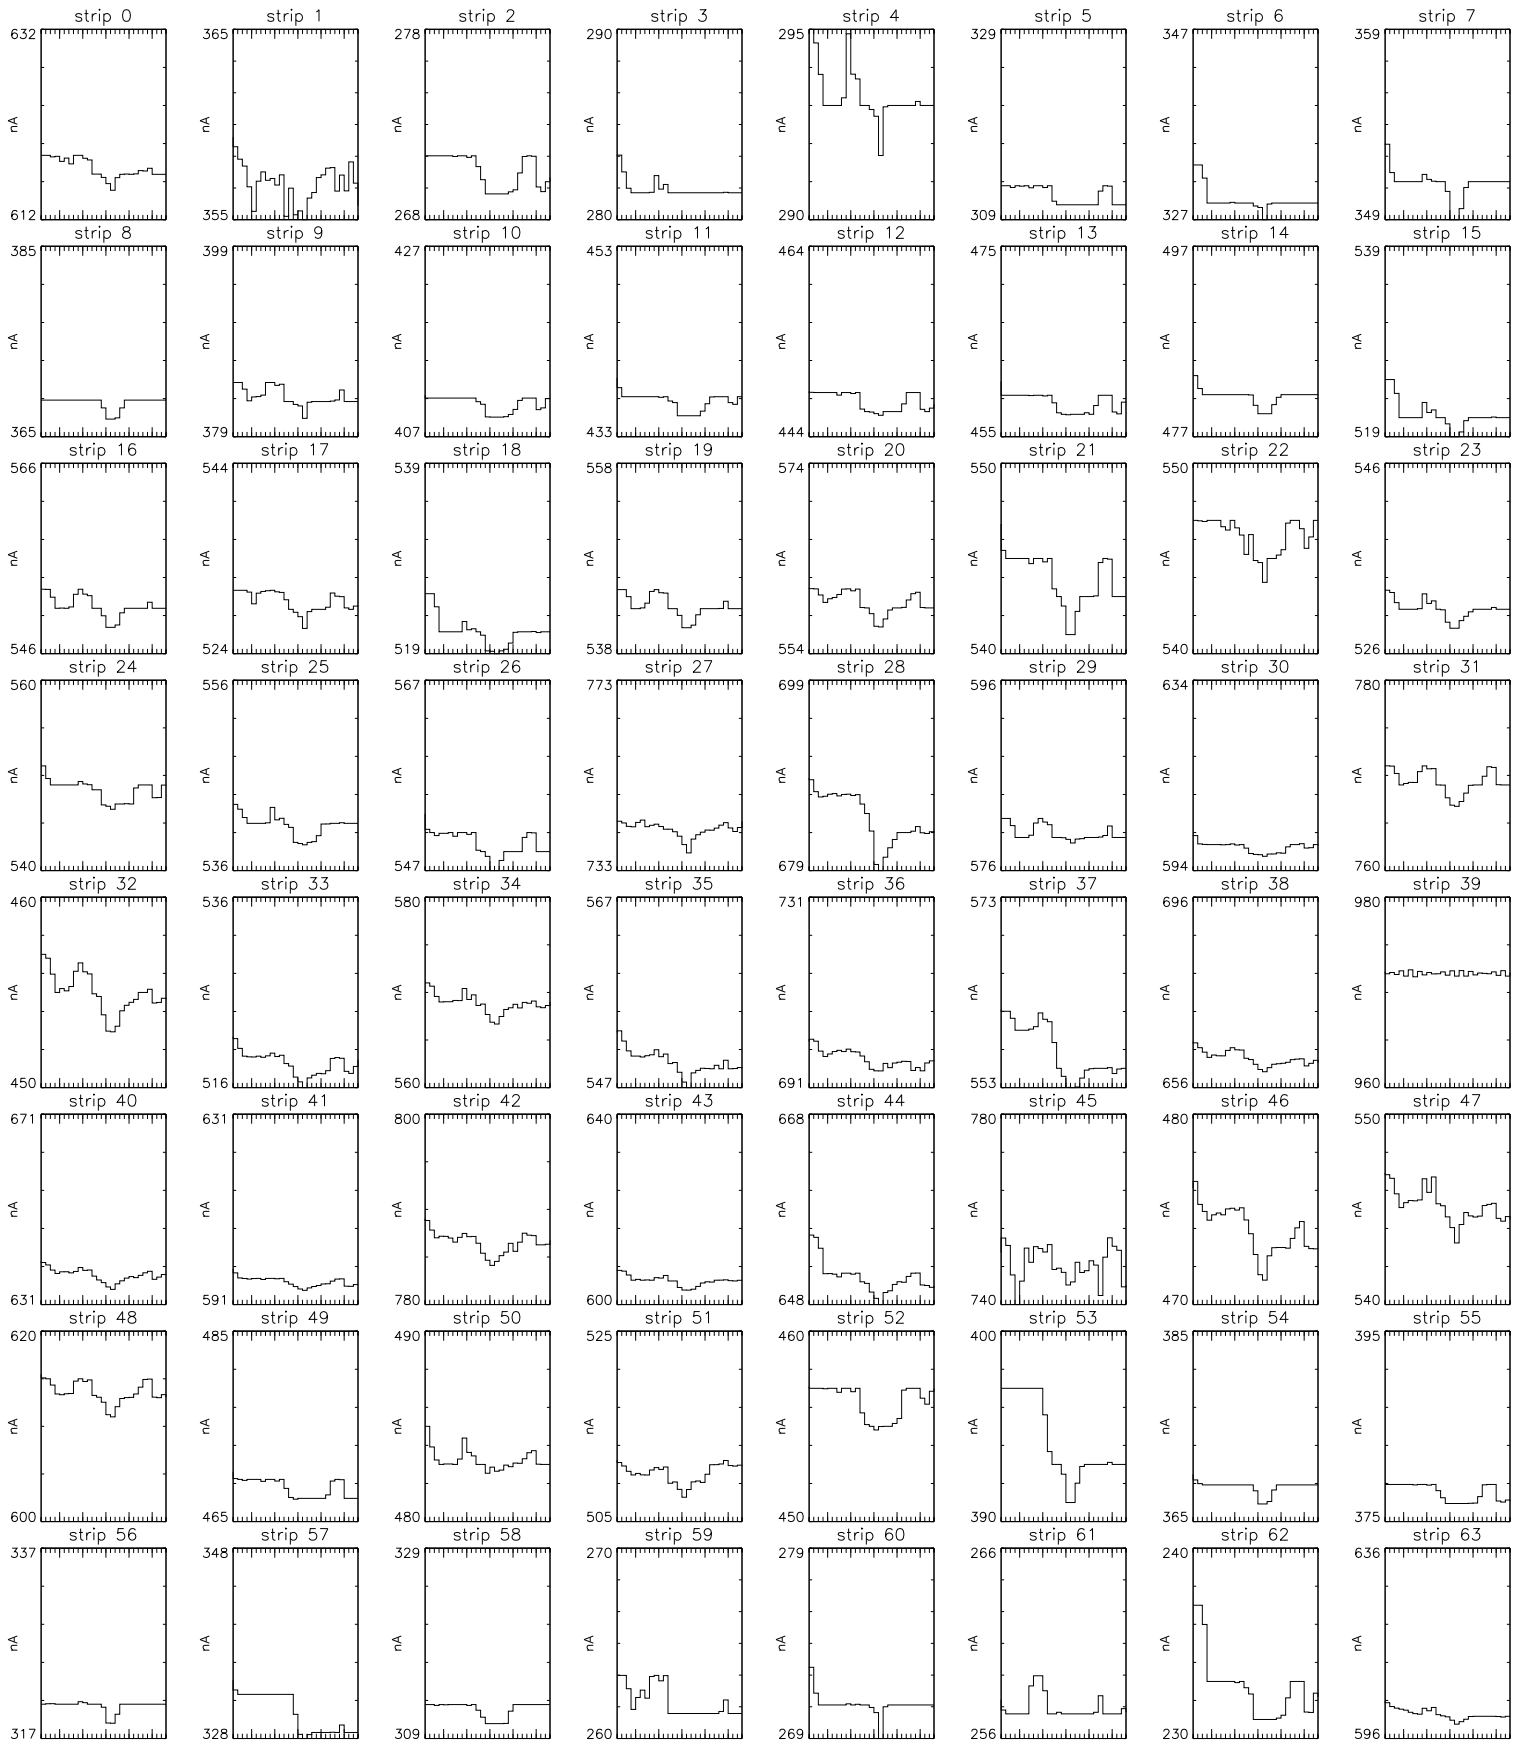 strip 0 strip 1 strip 2 strip 3 strip 4 strip 5 strip 6 strip 7
632 365 278 290 295 329 347 359
nA nA nA nA nA nA nA nA
612 355 268 280 290 309 327 349
strip 8 strip 9 strip 10 strip 11 strip 12 strip 13 strip 14 strip 15
385 399 427 453 464 475 497 539
nA nA nA nA nA nA nA nA
365 379 407 433 444 455 477 519
strip 16 strip 17 strip 18 strip 19 strip 20 strip 21 strip 22 strip 23
566 544 539 558 574 550 550 546
nA nA nA nA nA nA nA nA
546 524 519 538 554 540 540 526
strip 24 strip 25 strip 26 strip 27 strip 28 strip 29 strip 30 strip 31
560 556 567 773 699 596 634 780
nA nA nA nA nA nA nA nA
540 536 547 733 679 576 594 760
strip 32 strip 33 strip 34 strip 35 strip 36 strip 37 strip 38 strip 39
460 536 580 567 731 573 696 980
nA nA nA nA nA nA nA nA
450 516 560 547 691 553 656 960
strip 40 strip 41 strip 42 strip 43 strip 44 strip 45 strip 46 strip 47
671 631 800 640 668 780 480 550
nA nA nA nA nA nA nA nA
631 591 780 600 648 740 470 540
strip 48 strip 49 strip 50 strip 51 strip 52 strip 53 strip 54 strip 55
620 485 490 525 460 400 385 395
nA nA nA nA nA nA nA nA
600 465 480 505 450 390 365 375
strip 56 strip 57 strip 58 strip 59 strip 60 strip 61 strip 62 strip 63
337 348 329 270 279 266 240 636
nA nA nA nA nA nA nA nA
317 328 309 260 269 256 230 596